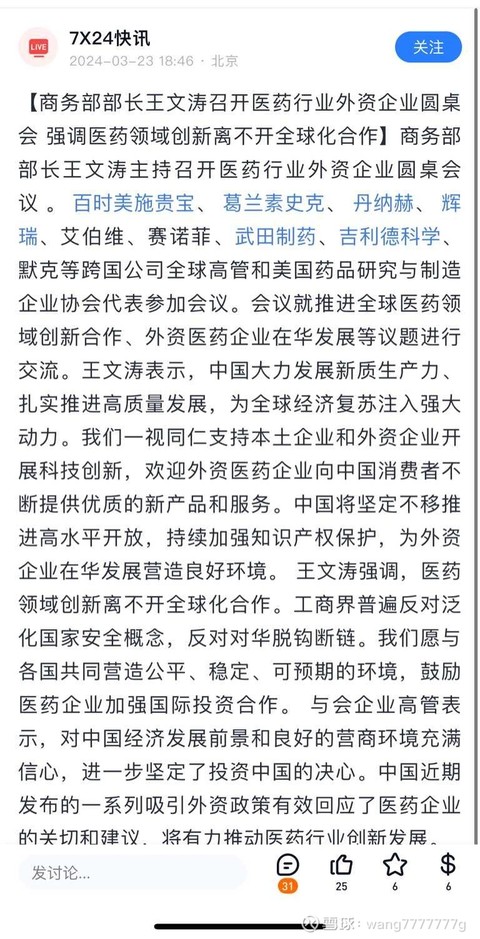 LIVE
7X24快讯
2024-03-23 18:46 · 北京
关注
【商务部部长王文涛召开医药行业外资企业圆桌
会 强调医药领域创新离不开全球化合作】商务部
部长王文涛主持召开医药行业外资企业圆桌会
议 。 百时美施贵宝、 葛兰素史克、 丹纳赫、 辉
瑞、艾伯维、赛诺菲、武田制药、吉利德科学、
默克等跨国公司全球高管和美国药品研究与制造
企业协会代表参加会议。会议就推进全球医药领
域创新合作、外资医药企业在华发展等议题进行
交流。王文涛表示，中国大力发展新质生产力、
扎实推进高质量发展，为全球经济复苏注入强大
动力。我们一视同仁支持本土企业和外资企业开
展科技创新，欢迎外资医药企业向中国消费者不
断提供优质的新产品和服务。中国将坚定不移推
进高水平开放，持续加强知识产权保护，为外资
企业在华发展营造良好环境。 王文涛强调，医药
领域创新离不开全球化合作。工商界普遍反对泛
化国家安全概念，反对对华脱钩断链。我们愿与
各国共同营造公平、稳定、可预期的环境，鼓励
医药企业加强国际投资合作。 与会企业高管表
示，对中国经济发展前景和良好的营商环境充满
信心，进一步坚定了投资中国的决心。中国近期
发布的一系列吸引外资政策有效回应了医药企业
的关切和建议，将有力推动医药行业创新发展。
发讨论...
31
25
6
6
雪球：wang7777777g